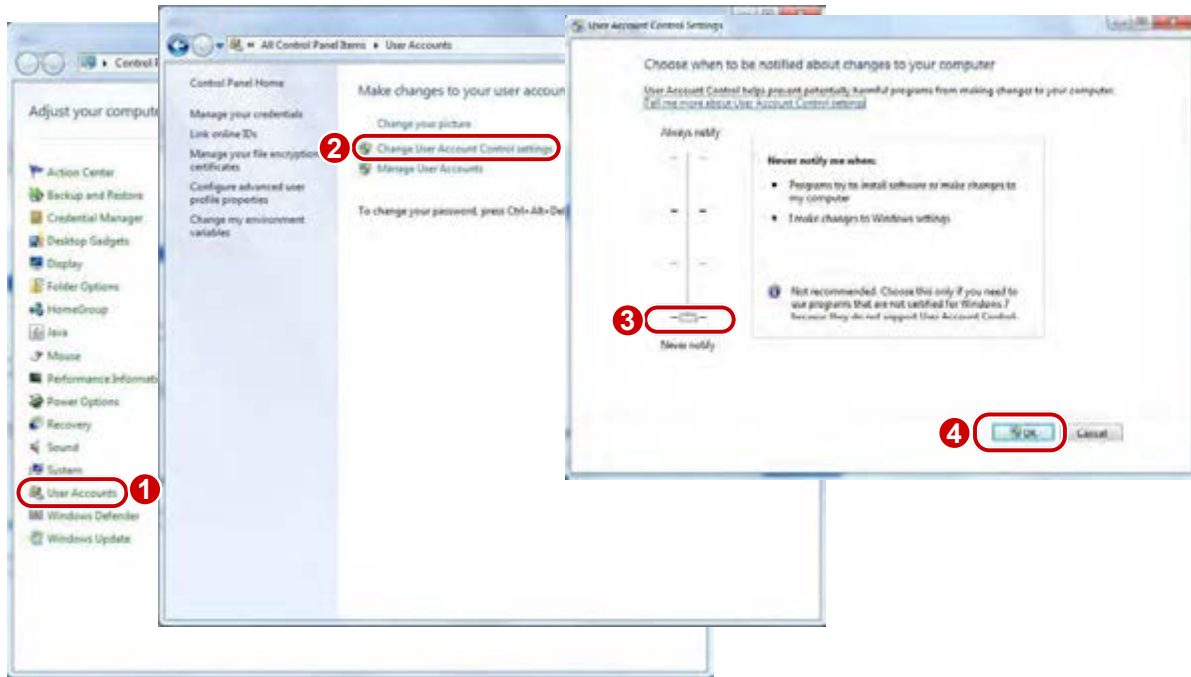 Control
Adjust your compute
Action Center
Backup and Restore
Credential Manager
Desktop Gadgets
Display
Folder Options
HomeGroup
Java
Mouse
Performance Informati
Power Options
Recovery
Sound
System
User Accounts
1
Windows Defender
Windows Update
All Control Panel Items
User Accounts
Control Panel Home
Manage your credentials
Link online IDs
Manage your file encryption
certificates
Configure advanced user
profile properties
Change my environment
variables
Make changes to your user accoun
Change your picture
2
Change User Account Control settings
Manage User Accounts
To change your password, press Ctrl+Alt+Del
User Account Control Settings
Choose when to be notified about changes to your computer
User Account Control helps prevent potentially harmful programs from making changes to your computer.
Tell me more about User Account Control settings
Always notify
Never notify me when:
• Programs try to install software or make changes to
my computer
• I make changes to Windows settings
Not recommended. Choose this only if you need to
use programs that are not certified for Windows 7
because they do not support User Account Control.
3
Never notify
4
OK
Cancel